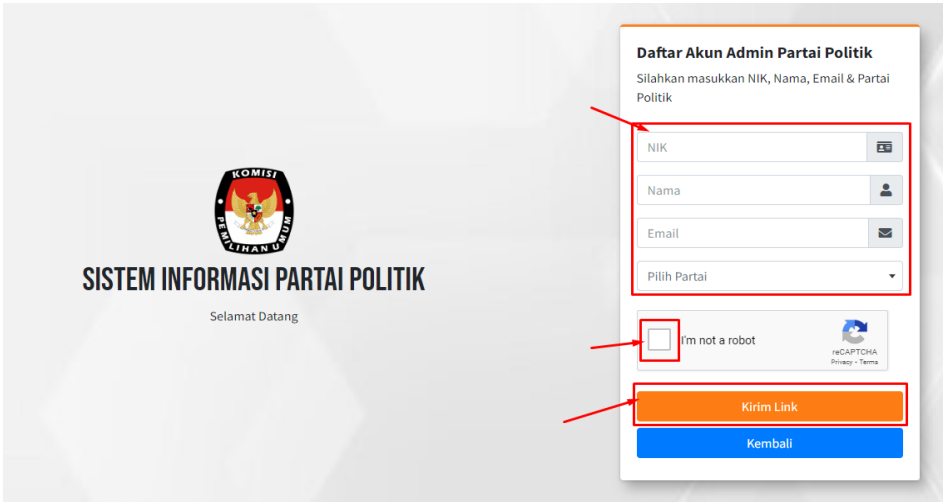 KOMISI
PEMILIHAN UMUM
SISTEM INFORMASI PARTAI POLITIK
Selamat Datang
Daftar Akun Admin Partai Politik
Silahkan masukkan NIK, Nama, Email & Partai
Politik
NIK
Nama
Email
Pilih Partai
I'm not a robot
reCAPTCHA
Privacy - Terms
Kirim Link
Kembali